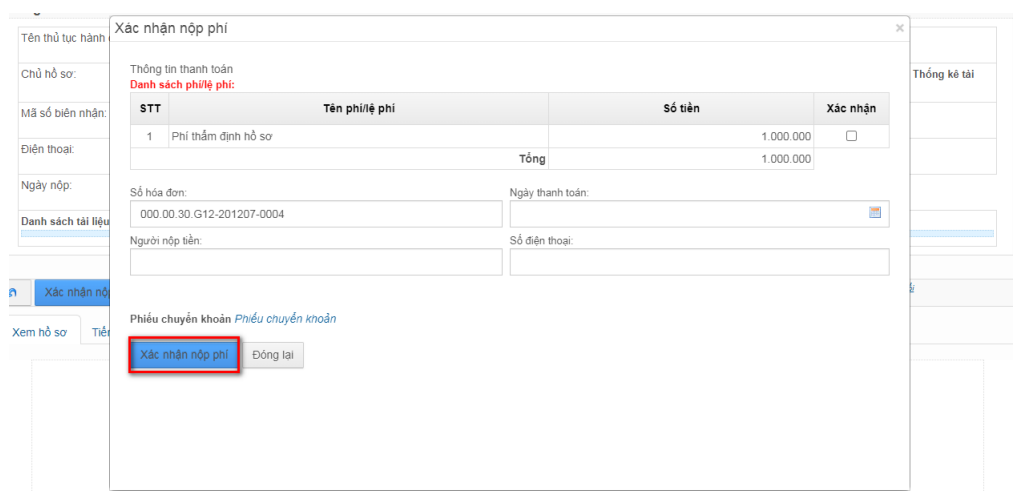 Xác nhận nộp phí
×
Tên thủ tục hành
Thông tin thanh toán
Chủ hồ sơ:
Thống kê tài
Danh sách phí/lệ phí:
STT Tên phí/lệ phí Số tiền Xác nhận
Mã số biên nhận:
1 Phí thẩm định hồ sơ 1.000.000
Điện thoại:
Tổng 1.000.000
Ngày nộp:
Số hóa đơn: Ngày thanh toán:
000.00.30.G12-201207-0004
Danh sách tài liệu
Người nộp tiền: Số điện thoại:
Xác nhận nộ
Phiếu chuyển khoản Phiếu chuyển khoản
Xem hồ sơ Tiế
Xác nhận nộp phí Đóng lại